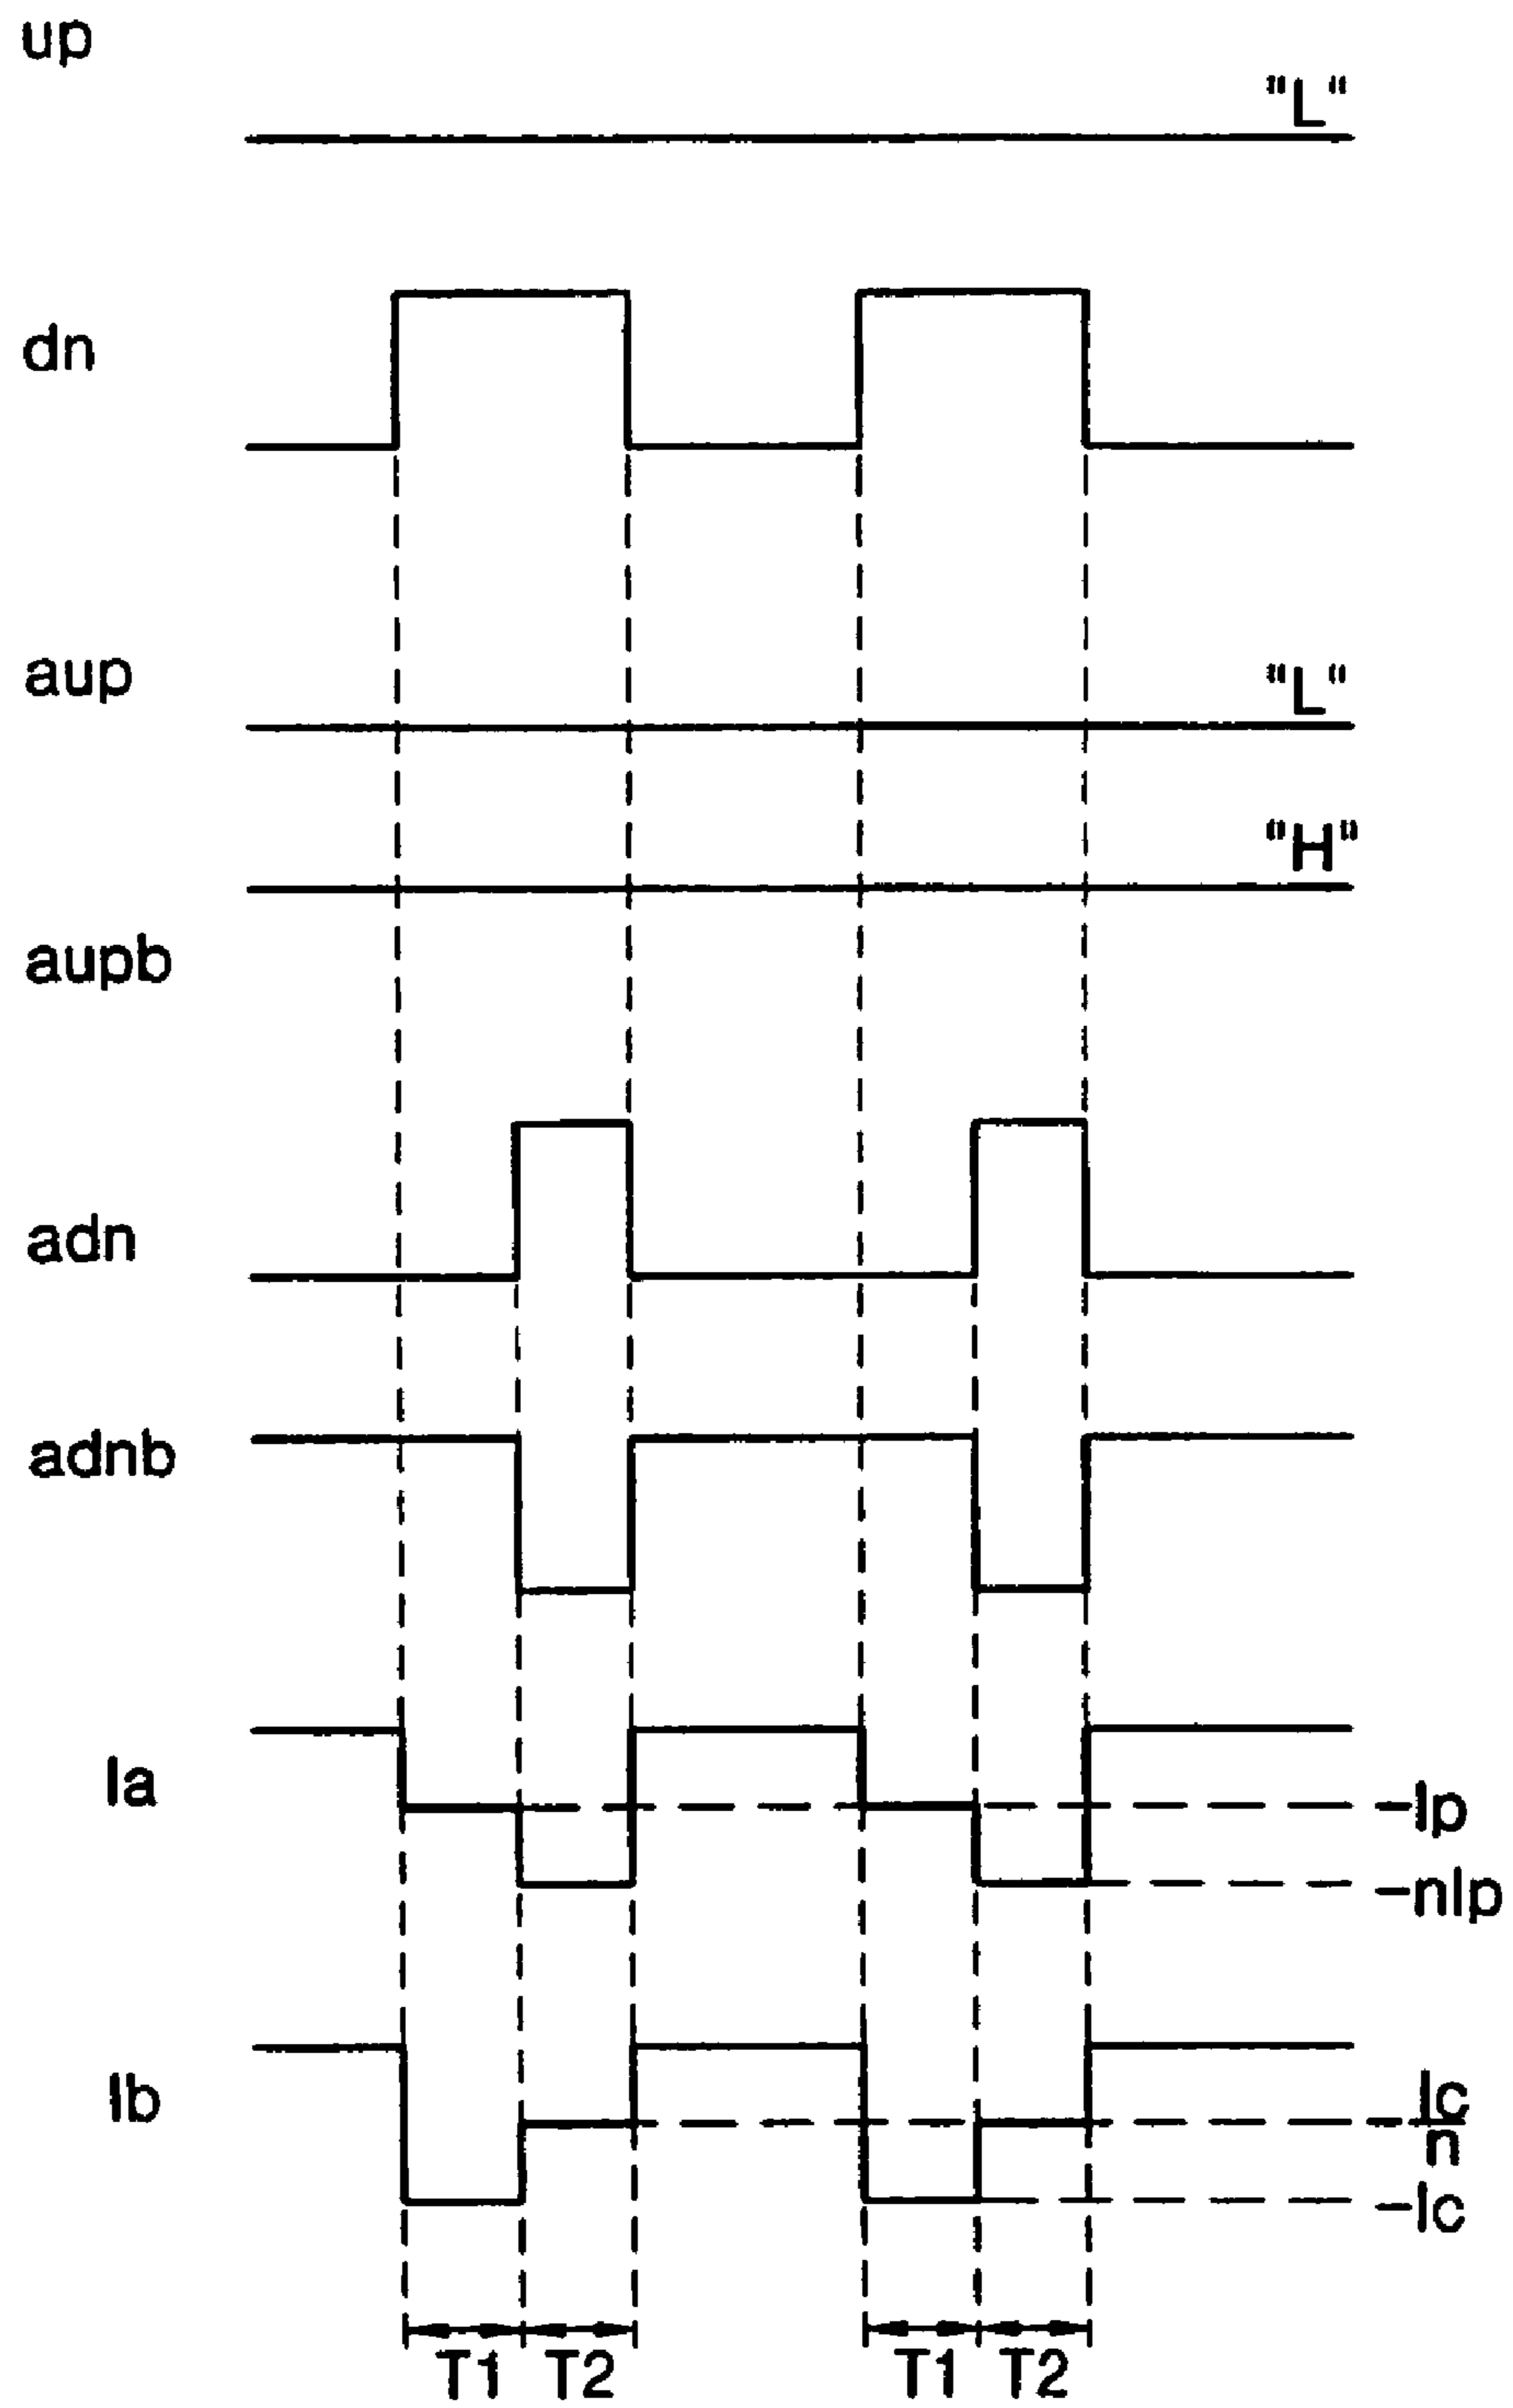 up
"L"
dn
aup
"L"
"H"
aupb
adn
adnb
Ia
-Ip
-nIp
Ib
-Ic
n
-Ic
T1 T2 T1 T2